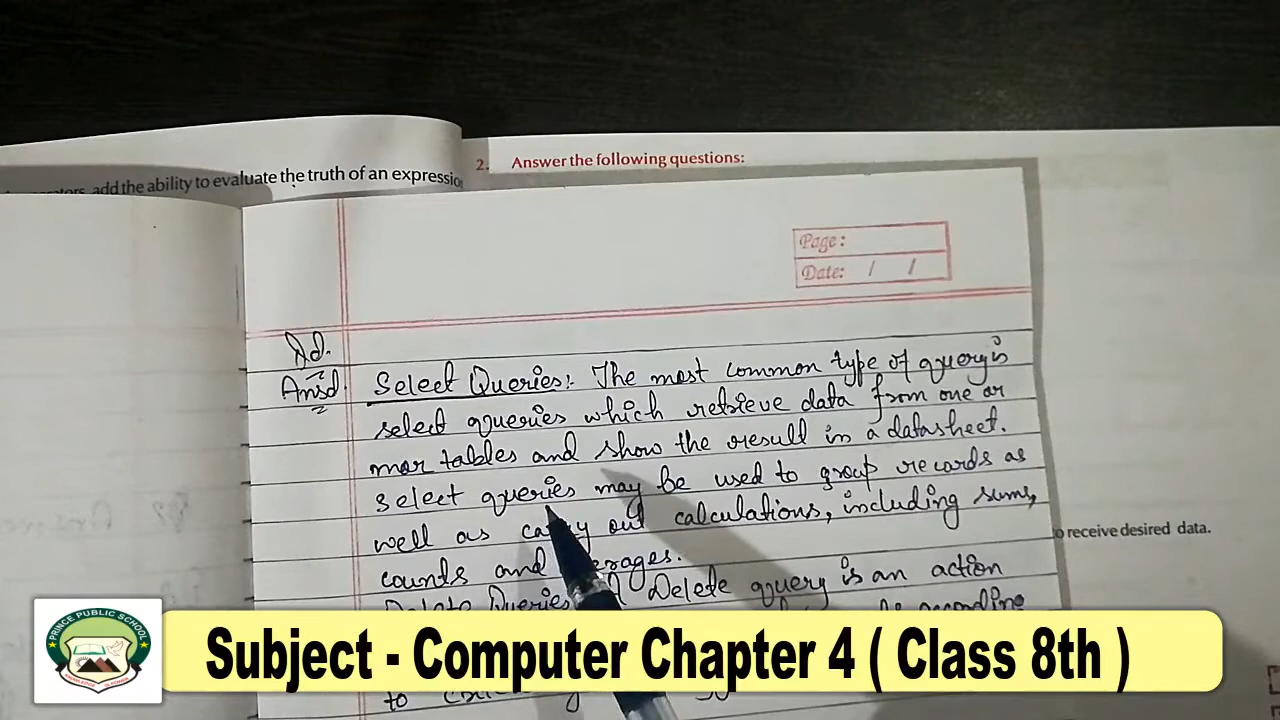 add the ability to evaluate the truth of an expressio
2. Answer the following questions:
Page:
Date: / /
Ansd. Select Queries:- The most common type of query is
select queries which retrieve data from one or
mor tables and show the result in a datasheet.
Select queries may be used to group records as
well as carry out calculations, including sums,
counts and averages.
to receive desired data.
Delete Queries Delete query is an action
according
to
PRINCE PUBLIC SCHOOL
Subject - Computer Chapter 4 ( Class 8th )